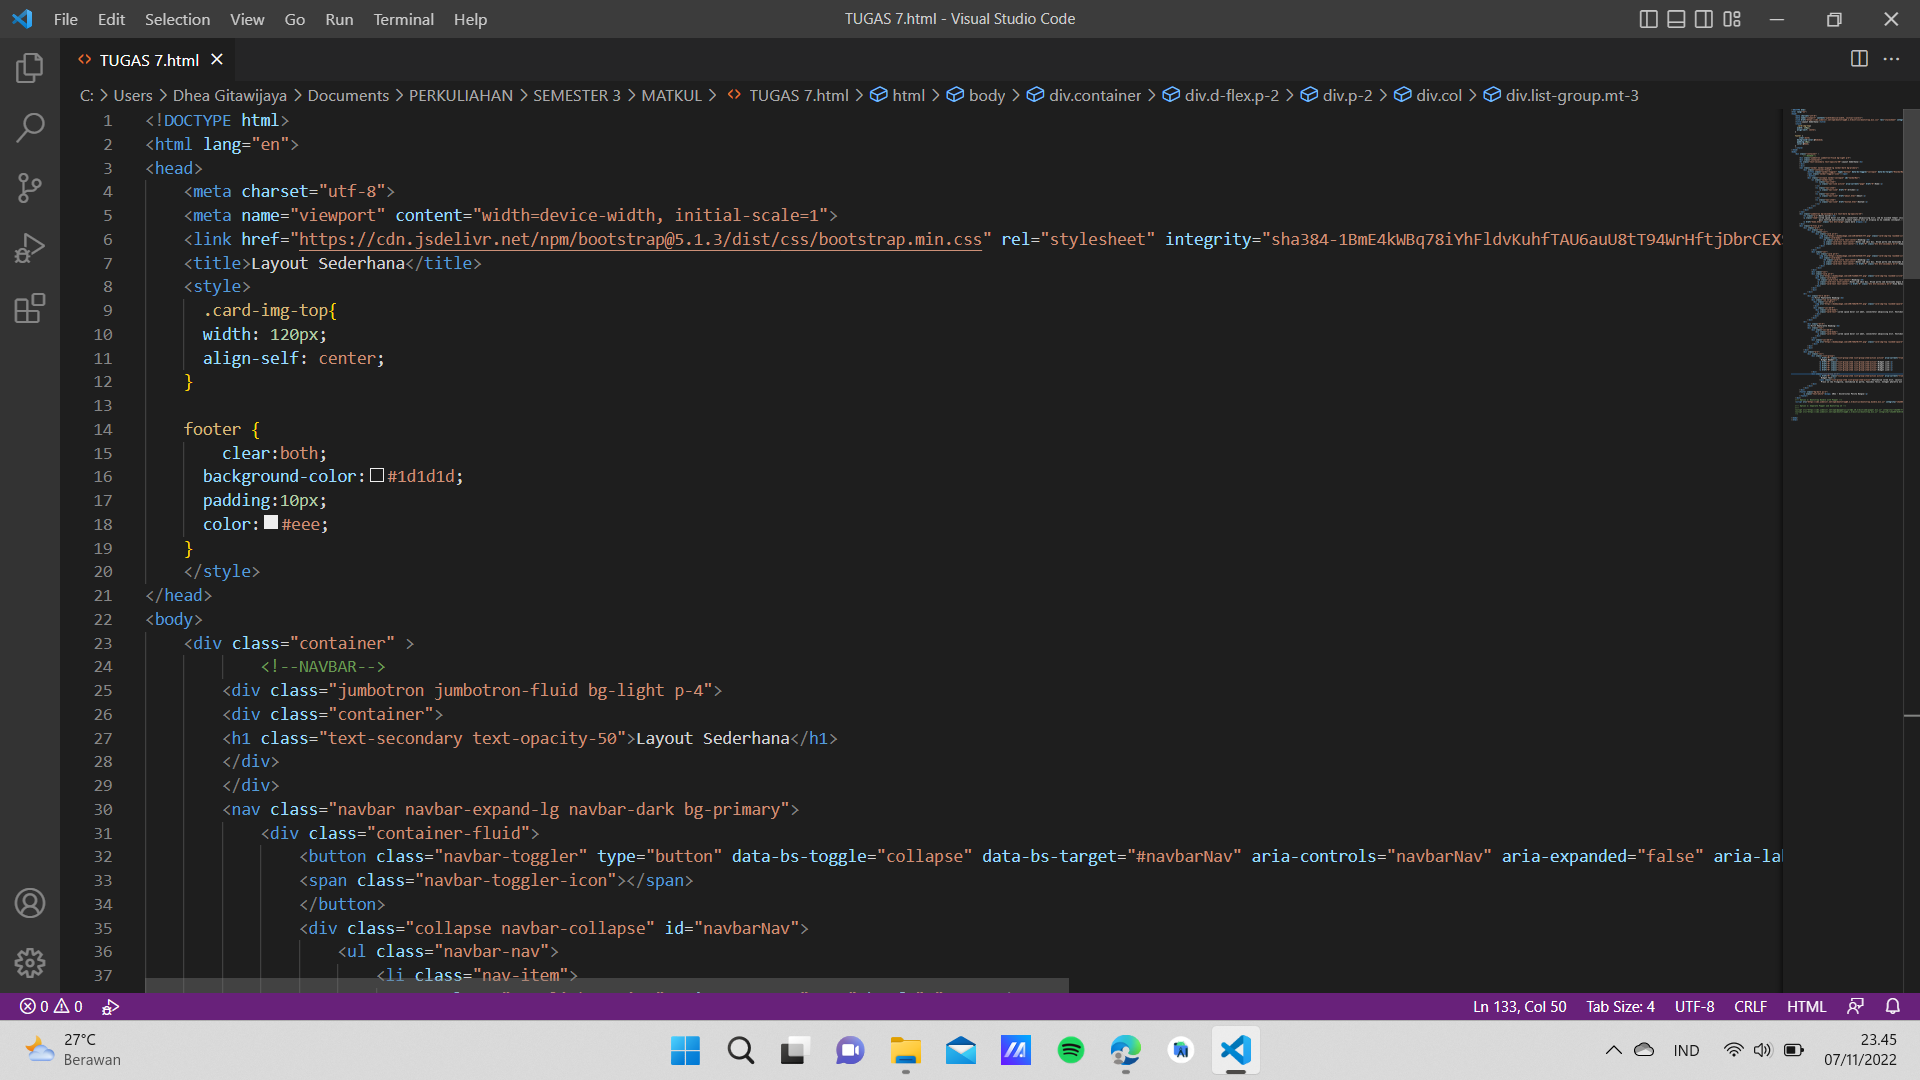 File Edit Selection View Go Run Terminal Help
TUGAS 7.html - Visual Studio Code
TUGAS 7.html
C: > Users > Dhea Gitawijaya > Documents > PERKULIAHAN > SEMESTER 3 > MATKUL > TUGAS 7.html > html > body > div.container > div.d-flex.p-2 > div.p-2 > div.col > div.list-group.mt-3
1 <!DOCTYPE html>
2 <html lang="en">
3 <head>
4 <meta charset="utf-8">
5 <meta name="viewport" content="width=device-width, initial-scale=1">
6 <link href="https://cdn.jsdelivr.net/npm/bootstrap@5.1.3/dist/css/bootstrap.min.css" rel="stylesheet" integrity="sha384-1BmE4kWBq78iYhFldvKuhfTAU6auU8tT94WrHftjDbrCEXS
7 <title>Layout Sederhana</title>
8 <style>
9 .card-img-top{
10 width: 120px;
11 align-self: center;
12 }
13
14 footer {
15 clear:both;
16 background-color: #1d1d1d;
17 padding:10px;
18 color: #eee;
19 }
20 </style>
21 </head>
22 <body>
23 <div class="container" >
24 <!--NAVBAR-->
25 <div class="jumbotron jumbotron-fluid bg-light p-4">
26 <div class="container">
27 <h1 class="text-secondary text-opacity-50">Layout Sederhana</h1>
28 </div>
29 </div>
30 <nav class="navbar navbar-expand-lg navbar-dark bg-primary">
31 <div class="container-fluid">
32 <button class="navbar-toggler" type="button" data-bs-toggle="collapse" data-bs-target="#navbarNav" aria-controls="navbarNav" aria-expanded="false" aria-la
33 <span class="navbar-toggler-icon"></span>
34 </button>
35 <div class="collapse navbar-collapse" id="navbarNav">
36 <ul class="navbar-nav">
37 <li class="nav-item">
0 0
Ln 133, Col 50 Tab Size: 4 UTF-8 CRLF HTML
27°C
Berawan
IND
23.45
07/11/2022